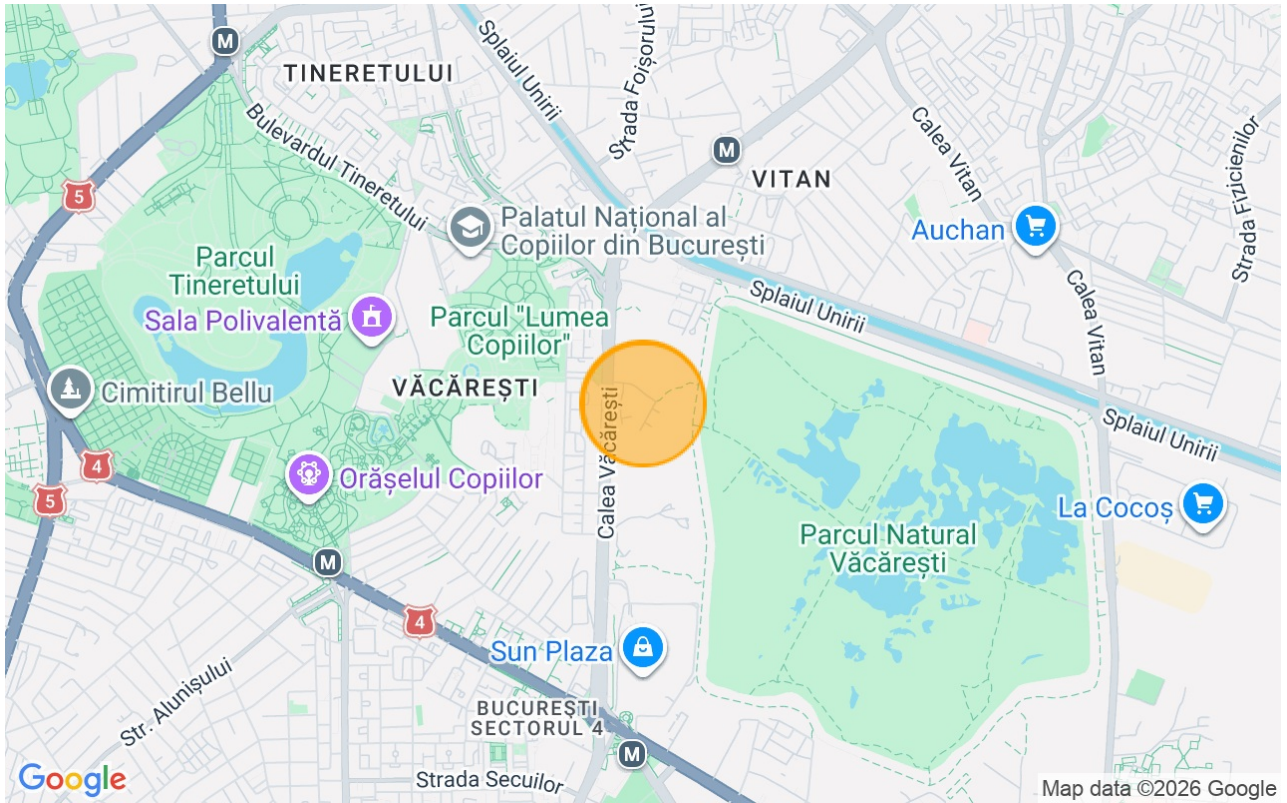 M
TINERETULUI
Splaiul Unirii
Strada Foișorului
Bulevardul Tineretului
M
VITAN
Calea Vitan
Strada Fizicienilor
5
Palatul Național al
Copiilor din București
Auchan
Parcul
Tineretului
Sala Polivalentă
Parcul "Lumea
Copiilor"
Splaiul Unirii
Calea Vitan
Cimitirul Bellu
VĂCĂREȘTI
Calea Văcărești
Splaiul Unirii
4
5
Orășelul Copiilor
La Cocoș
Parcul Natural
Văcărești
M
4
Sun Plaza
Str. Alunișului
BUCUREȘTI
SECTORUL 4
M
Strada Secuilor
Google
Map data ©2026 Google